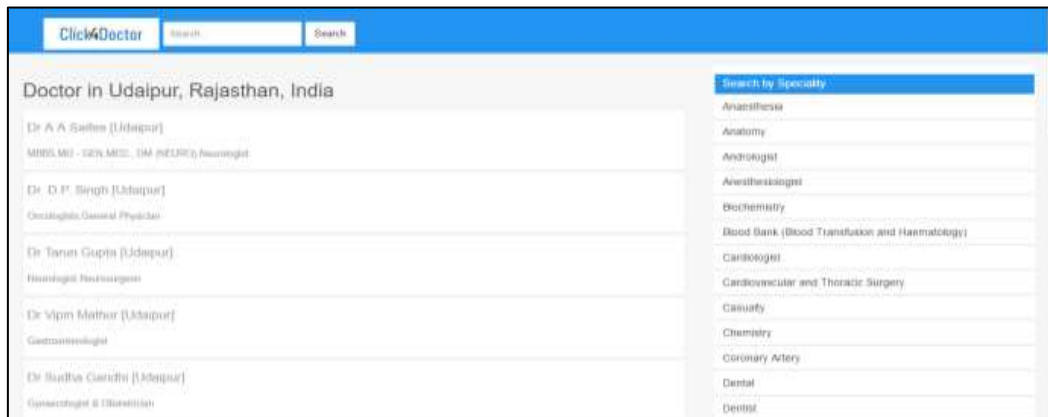 Click4Doctor
Search
Search
Doctor in Udaipur, Rajasthan, India
Dr A A Saifee [Udaipur]
MBBS,MD - GEN.MEDI., DM (NEURO) Neurologist
Dr. D.P. Singh [Udaipur]
Oncologists General Physician
Dr Tarun Gupta [Udaipur]
Neurologist Neurosurgeon
Dr Vipin Mathur [Udaipur]
Gastroenterologist
Dr Sudha Gandhi [Udaipur]
Gynaecologist & Obstetrician
Search by Speciality
Anaesthesia
Anatomy
Andrologist
Anesthesiologist
Biochemistry
Blood Bank (Blood Transfusion and Haematology)
Cardiologist
Cardiovascular and Thoracic Surgery
Casualty
Chemistry
Coronary Artery
Dental
Dentist